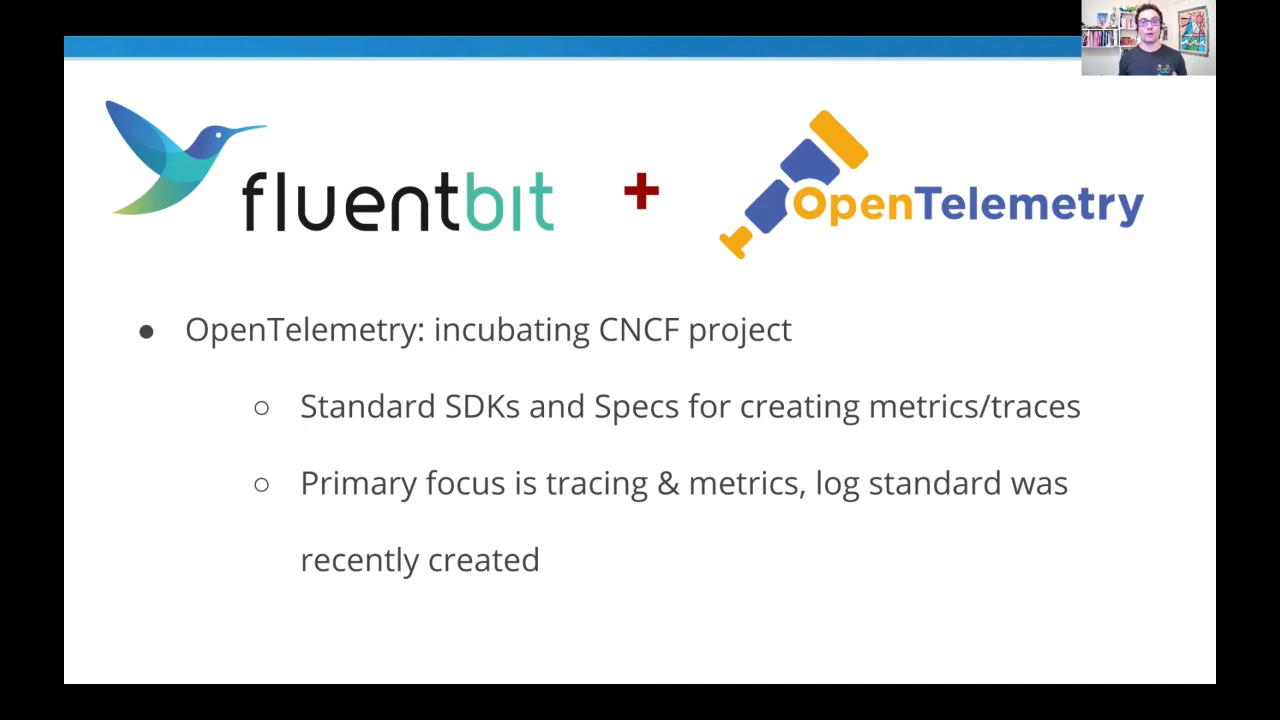 fluentbit + OpenTelemetry
● OpenTelemetry: incubating CNCF project
○ Standard SDKs and Specs for creating metrics/traces
○ Primary focus is tracing & metrics, log standard was
recently created